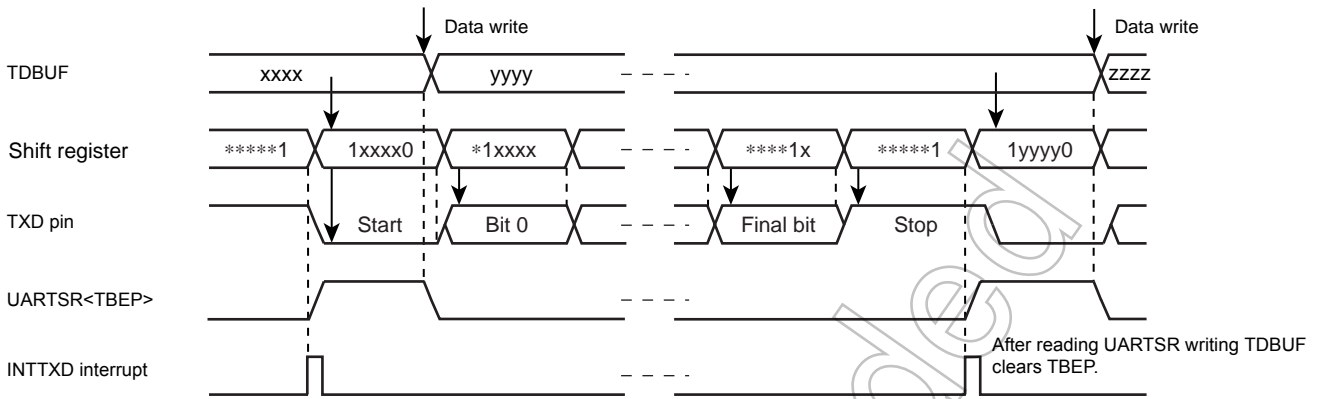 Data write Data write
TDBUF xxxx yyyy zzzz
Shift register *****1 1xxxx0 *1xxxx ****1x *****1 1yyyy0
TXD pin Start Bit 0 Final bit Stop
UARTSR<TBEP>
After reading UARTSR writing TDBUF
INTTXD interrupt clears TBEP.